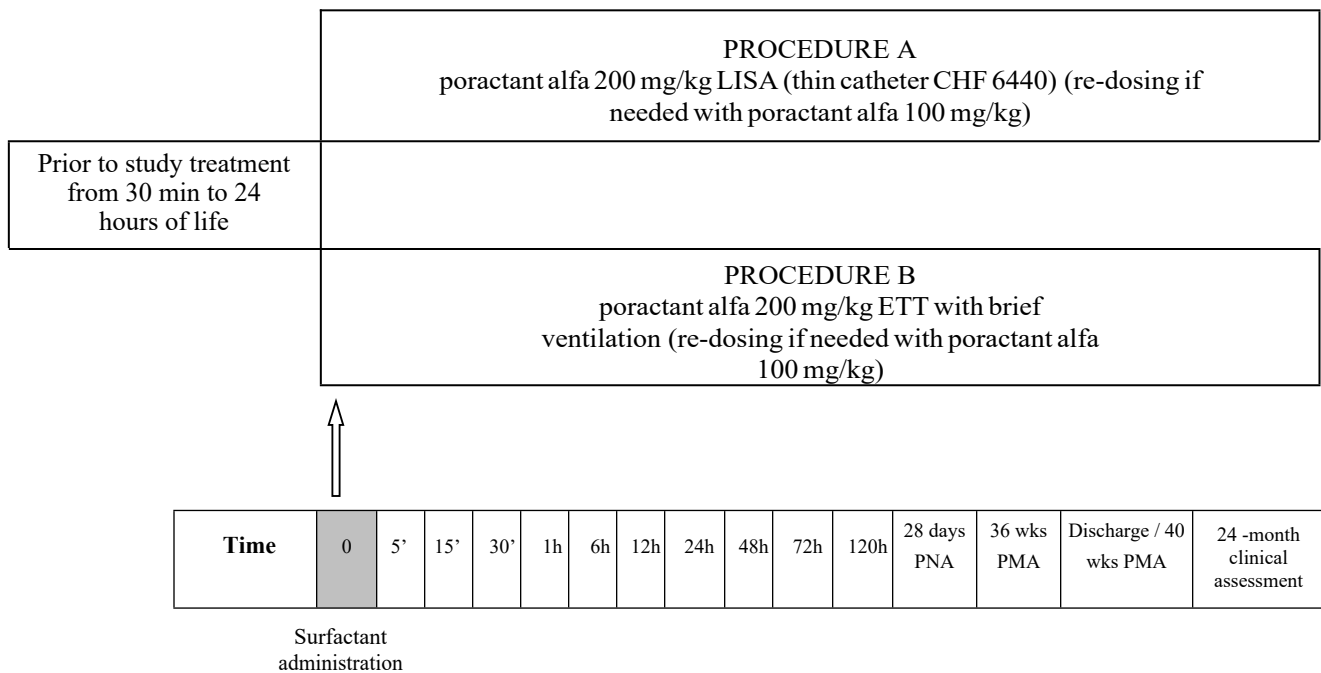 PROCEDURE A
poractant alfa 200 mg/kg LISA (thin catheter CHF 6440) (re-dosing if
needed with poractant alfa 100 mg/kg)
Prior to study treatment
from 30 min to 24
hours of life
PROCEDURE B
poractant alfa 200 mg/kg ETT with brief
ventilation (re-dosing if needed with poractant alfa
100 mg/kg)
Time 0 5’ 15’ 30’ 1h 6h 12h 24h 48h 72h 120h 28 days PNA 36 wks PMA Discharge / 40 wks PMA 24 -month clinical assessment
Surfactant
administration